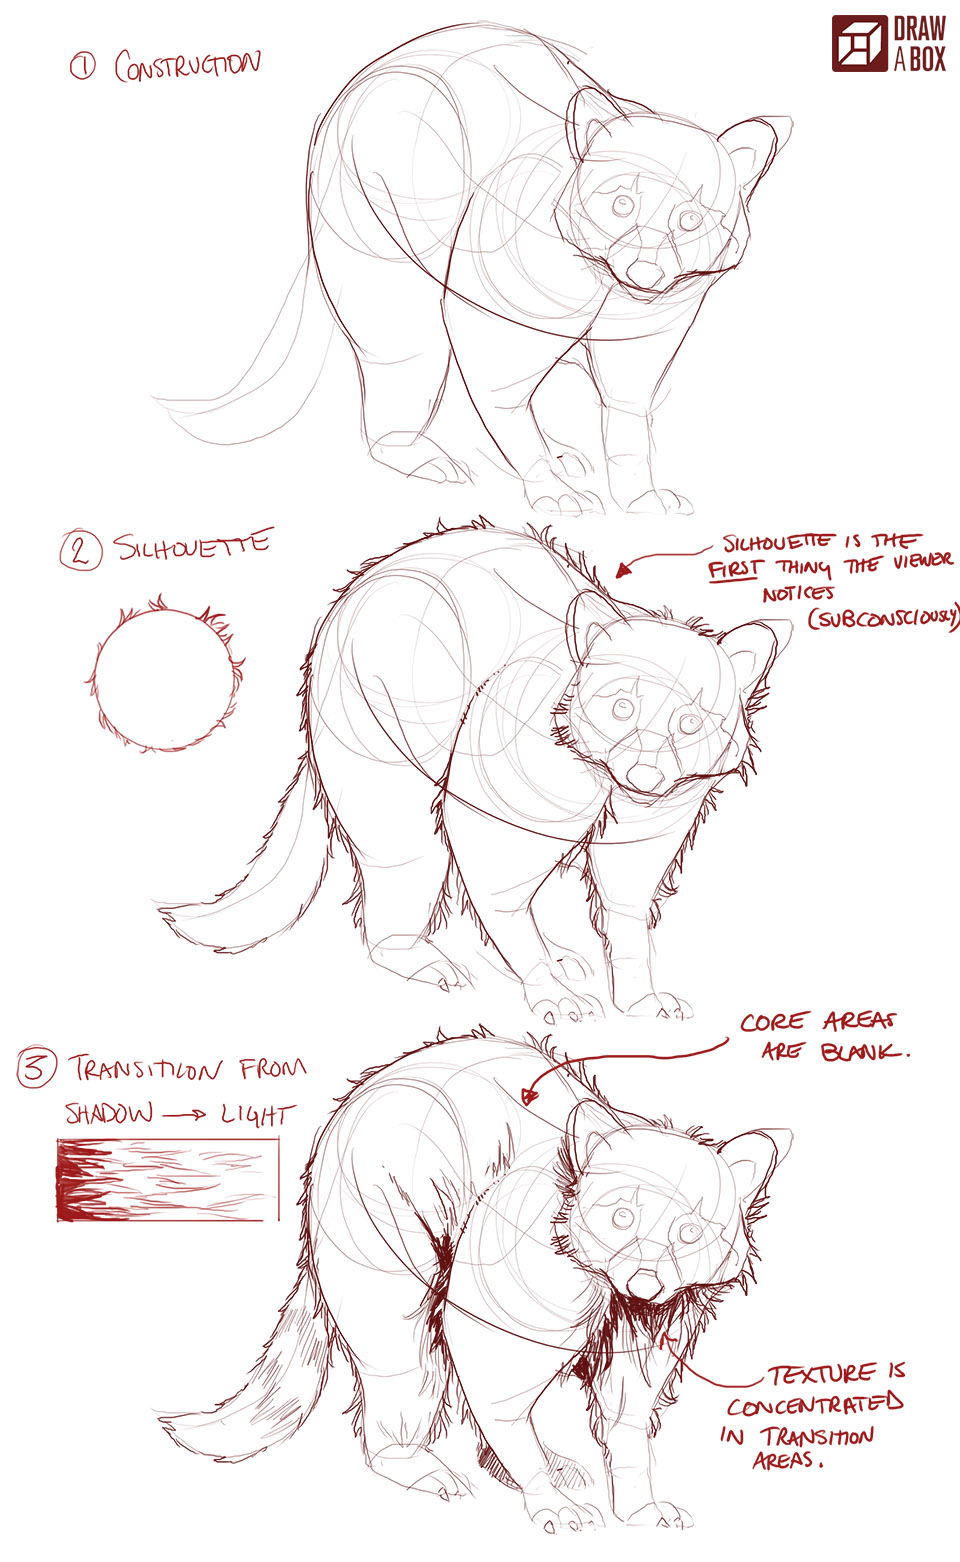 DRAW
A BOX
1 CONSTRUCTION
2 SILHOUETTE
SILHOUETTE IS THE
FIRST THING THE VIEWER
NOTICES
(SUBCONSCIOUSLY)
CORE AREAS
ARE BLANK.
3 TRANSITION FROM
SHADOW → LIGHT
TEXTURE IS
CONCENTRATED
IN TRANSITION
AREAS.